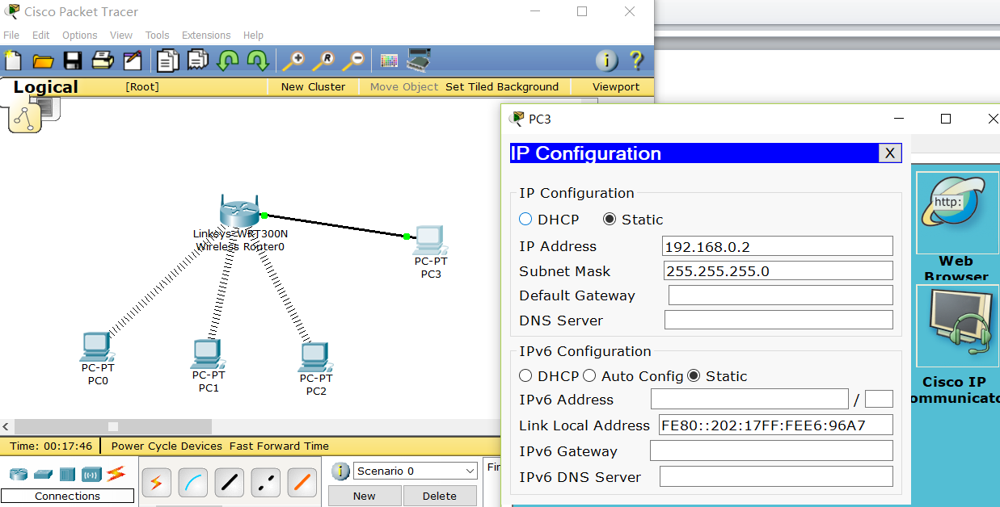 Cisco Packet Tracer
File Edit Options View Tools Extensions Help
Logical [Root] New Cluster Move Object Set Tiled Background Viewport
Linksys-WRT300N
Wireless Router0
PC-PT
PC3
PC-PT
PC0
PC-PT
PC1
PC-PT
PC2
Time: 00:17:46 Power Cycle Devices Fast Forward Time
Connections
Scenario 0
New Delete
Fir
PC3
IP Configuration X
IP Configuration
DHCP Static
IP Address 192.168.0.2
Subnet Mask 255.255.255.0
Default Gateway
DNS Server
IPv6 Configuration
DHCP Auto Config Static
IPv6 Address /
Link Local Address FE80::202:17FF:FEE6:96A7
IPv6 Gateway
IPv6 DNS Server
http:
Web
Browser
Cisco IP
ommunicato